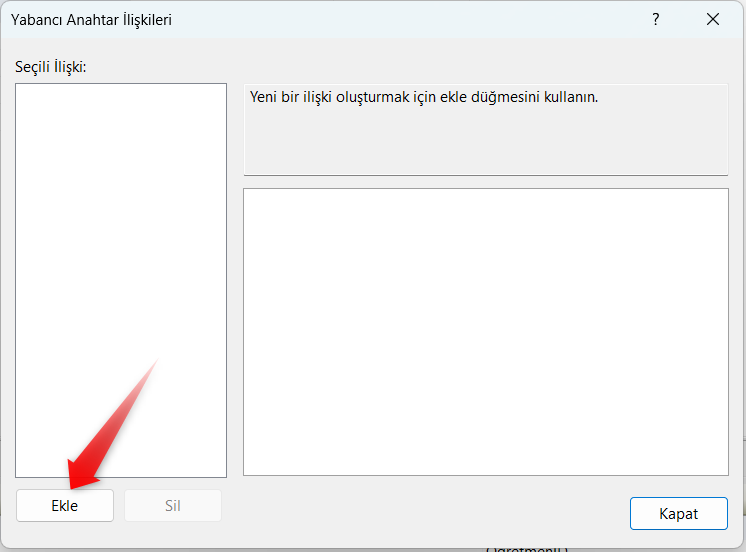 Yabancı Anahtar İlişkileri
?
Seçili İlişki:
Yeni bir ilişki oluşturmak için ekle düğmesini kullanın.
Ekle
Sil
Kapat